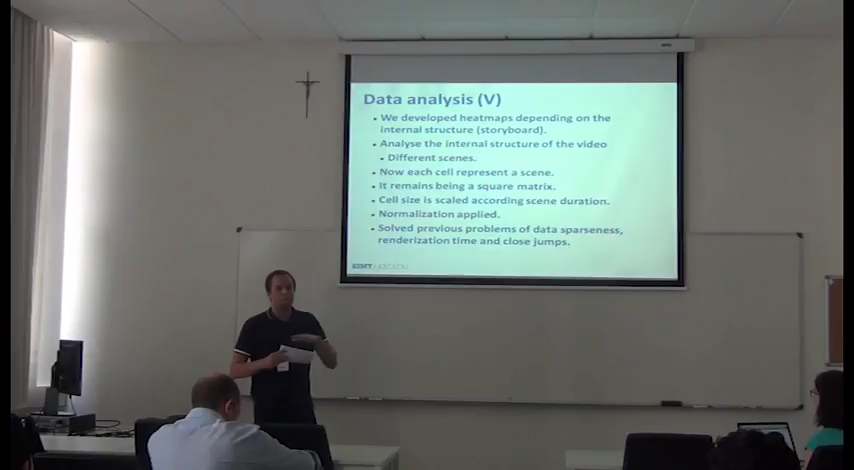 Data analysis (V)
• We developed heatmaps depending on the
internal structure (storyboard).
• Analyse the internal structure of the video
• Different scenes.
• Now each cell represent a scene.
• It remains being a square matrix.
• Cell size is scaled according scene duration.
• Normalization applied.
• Solved previous problems of data sparseness,
renderization time and close jumps.